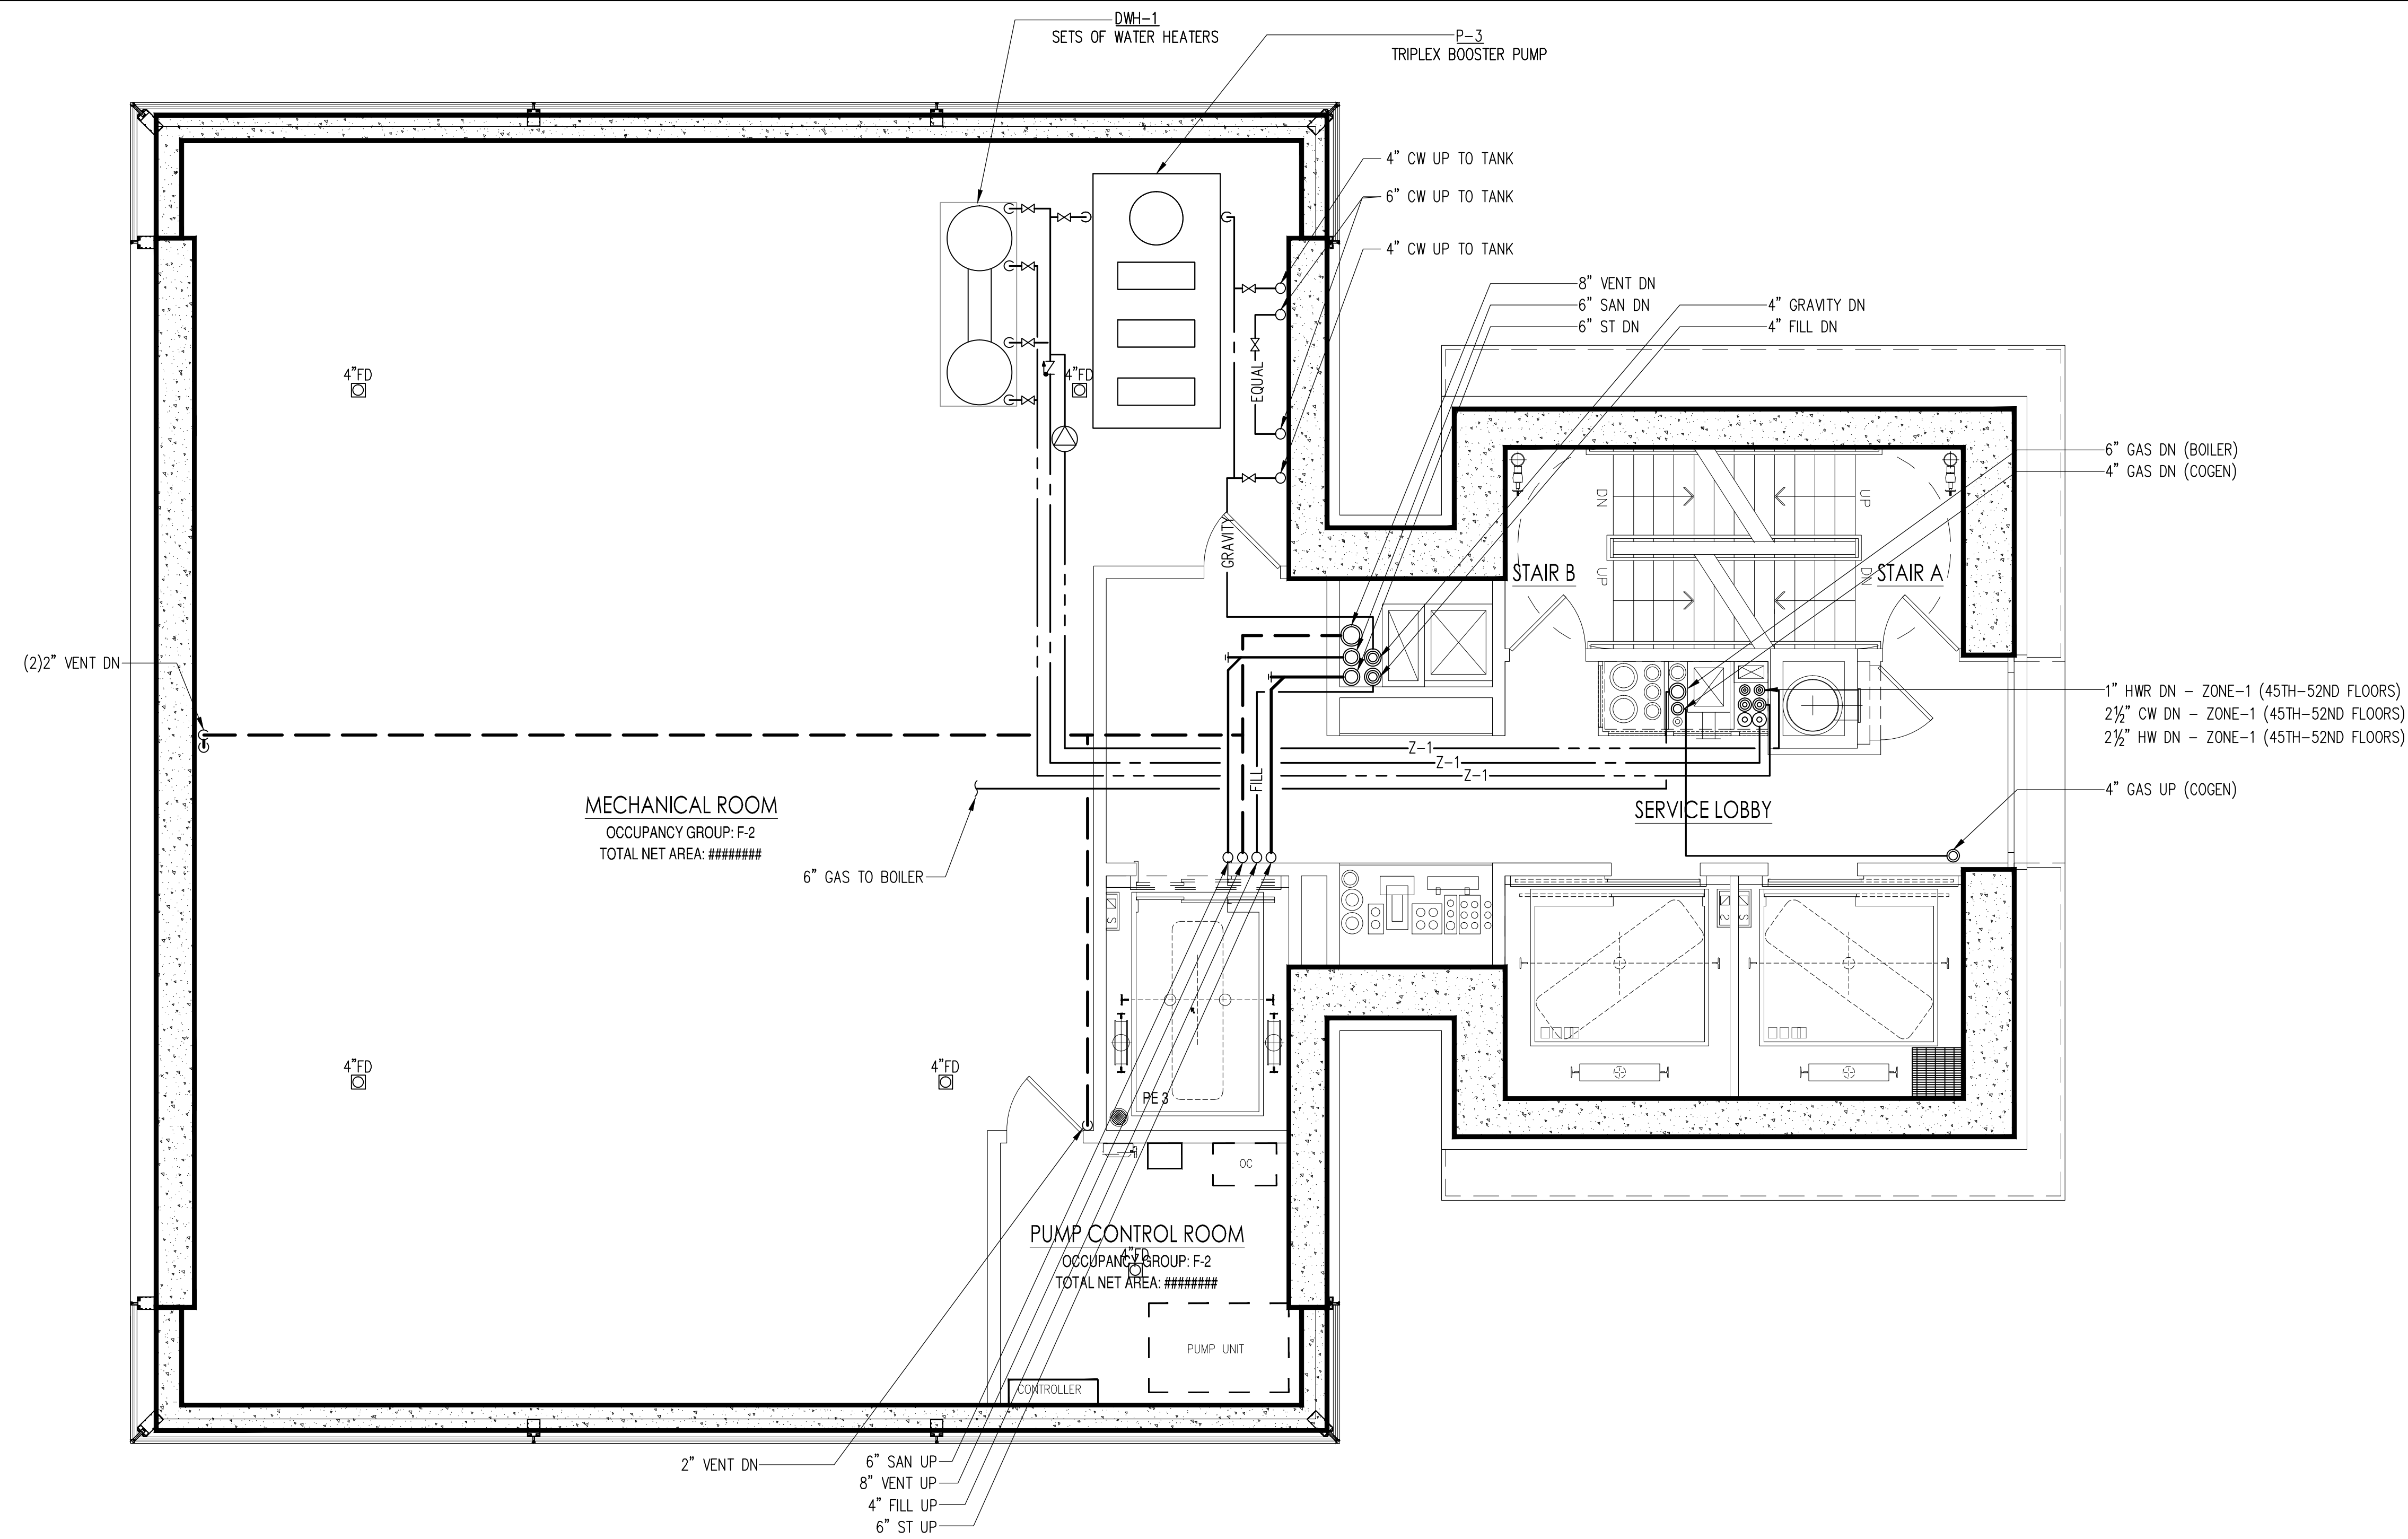 DWH-1
SETS OF WATER HEATERS
P-3
TRIPLEX BOOSTER PUMP
4" CW UP TO TANK
6" CW UP TO TANK
4" CW UP TO TANK
8" VENT DN
6" SAN DN
6" ST DN
4" GRAVITY DN
4" FILL DN
4"FD
4"FD
EQUAL
6" GAS DN (BOILER)
4" GAS DN (COGEN)
DN
UP
GRAVITY
STAIR B
UP
DN
STAIR A
(2)2" VENT DN
1" HWR DN - ZONE-1 (45TH-52ND FLOORS)
2½" CW DN - ZONE-1 (45TH-52ND FLOORS)
2½" HW DN - ZONE-1 (45TH-52ND FLOORS)
Z-1
Z-1
Z-1
FILL
4" GAS UP (COGEN)
MECHANICAL ROOM
OCCUPANCY GROUP: F-2
TOTAL NET AREA: ########
SERVICE LOBBY
6" GAS TO BOILER
S
2
S
4"FD
4"FD
PE 3
OC
PUMP CONTROL ROOM
4"FD
OCCUPANCY GROUP: F-2
TOTAL NET AREA: ########
PUMP UNIT
CONTROLLER
2" VENT DN
6" SAN UP
8" VENT UP
4" FILL UP
6" ST UP